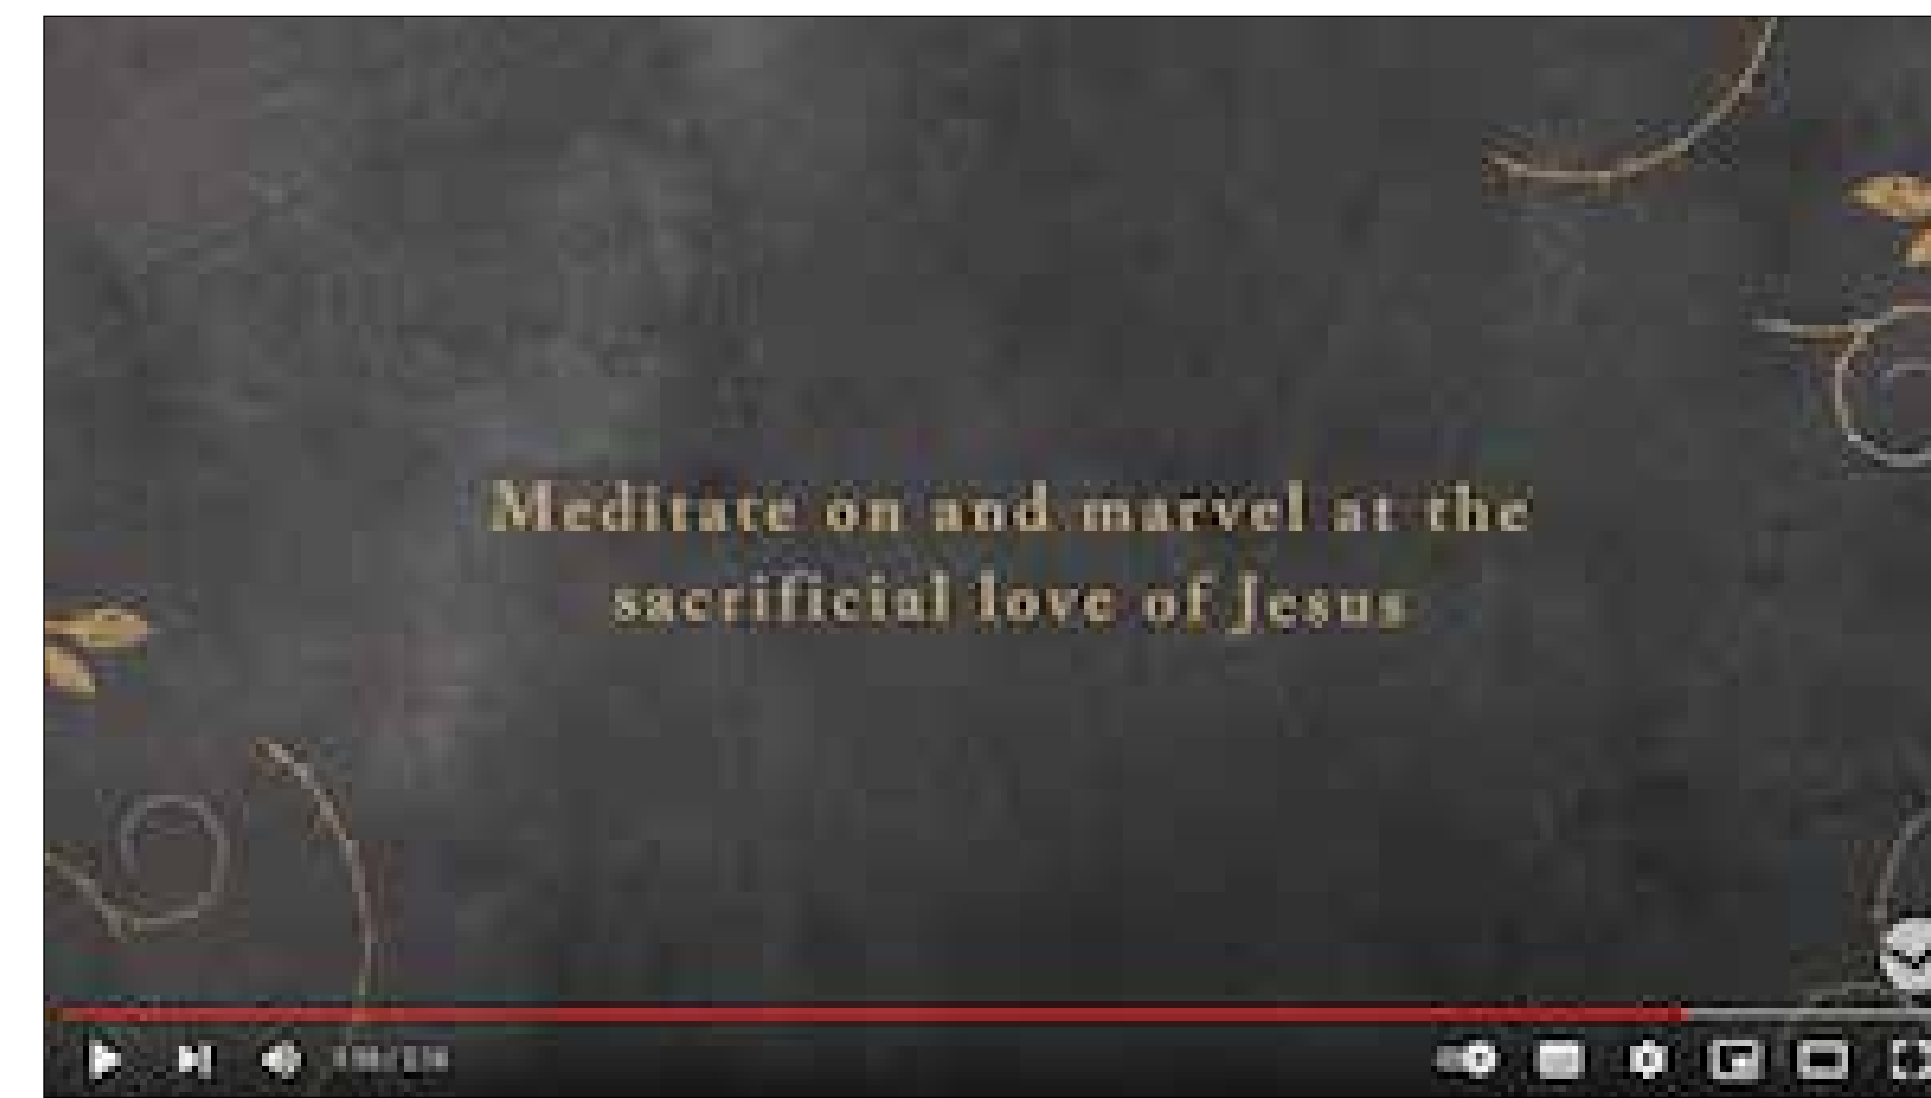 Meditate on and marvel at the
sacrificial love of Jesus